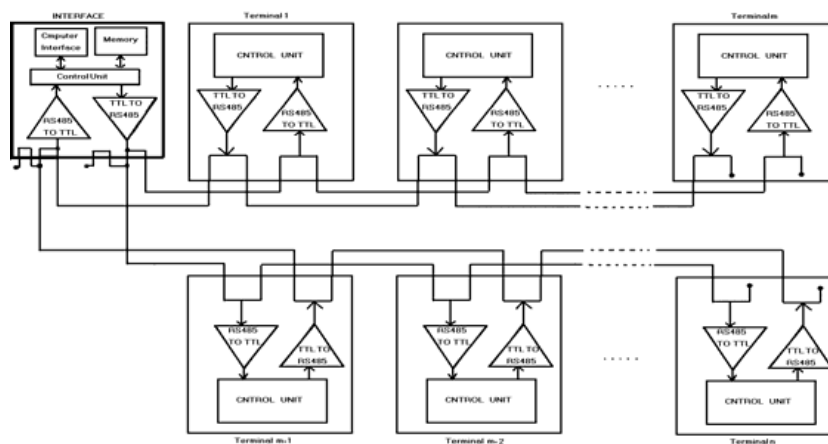 INTERFACE
Cmputer
Interface
Memory
Control Unit
RS485
TO TTL
TTL TO
RS485
Terminal 1
CNTROL UNIT
TTL TO
RS485
RS485
TO TTL
CNTROL UNIT
TTL TO
RS485
RS485
TO TTL
.....
Terminalm
CNTROL UNIT
TTL TO
RS485
RS485
TO TTL
RS485
TO TTL
TTL TO
RS485
CNTROL UNIT
Terminal m-1
RS485
TO TTL
TTL TO
RS485
CNTROL UNIT
Terminal m-2
.....
RS485
TO TTL
TTL TO
RS485
CNTROL UNIT
Terminaln